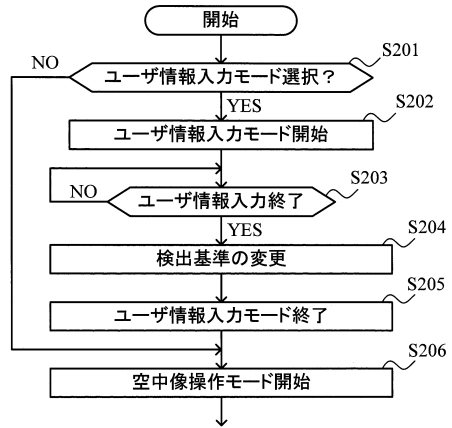 開始
S201
NO
ユーザ情報入力モード選択？
YES
S202
ユーザ情報入力モード開始
S203
NO
ユーザ情報入力終了
YES
S204
検出基準の変更
S205
ユーザ情報入力モード終了
S206
空中像操作モード開始